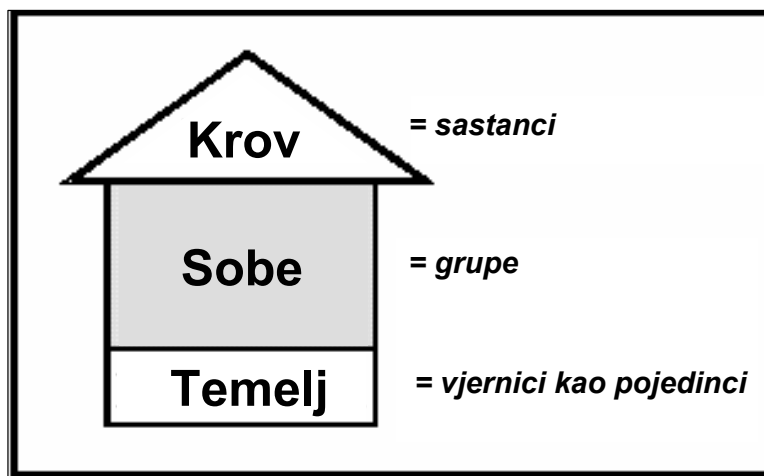 Krov = sastanci
Sobe = grupe
Temelj = vjernici kao pojedinci